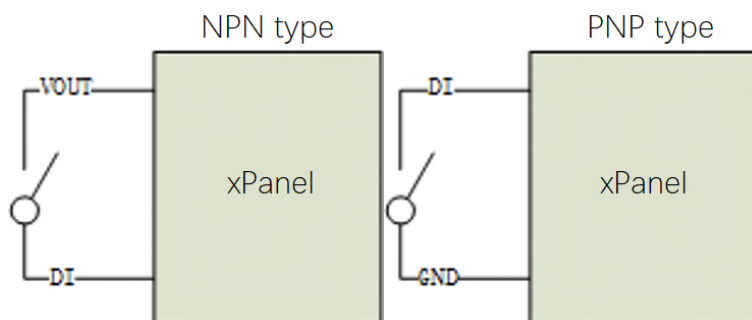 NPN type
PNP type
VOUT
DI
xPanel
xPanel
DI
GND